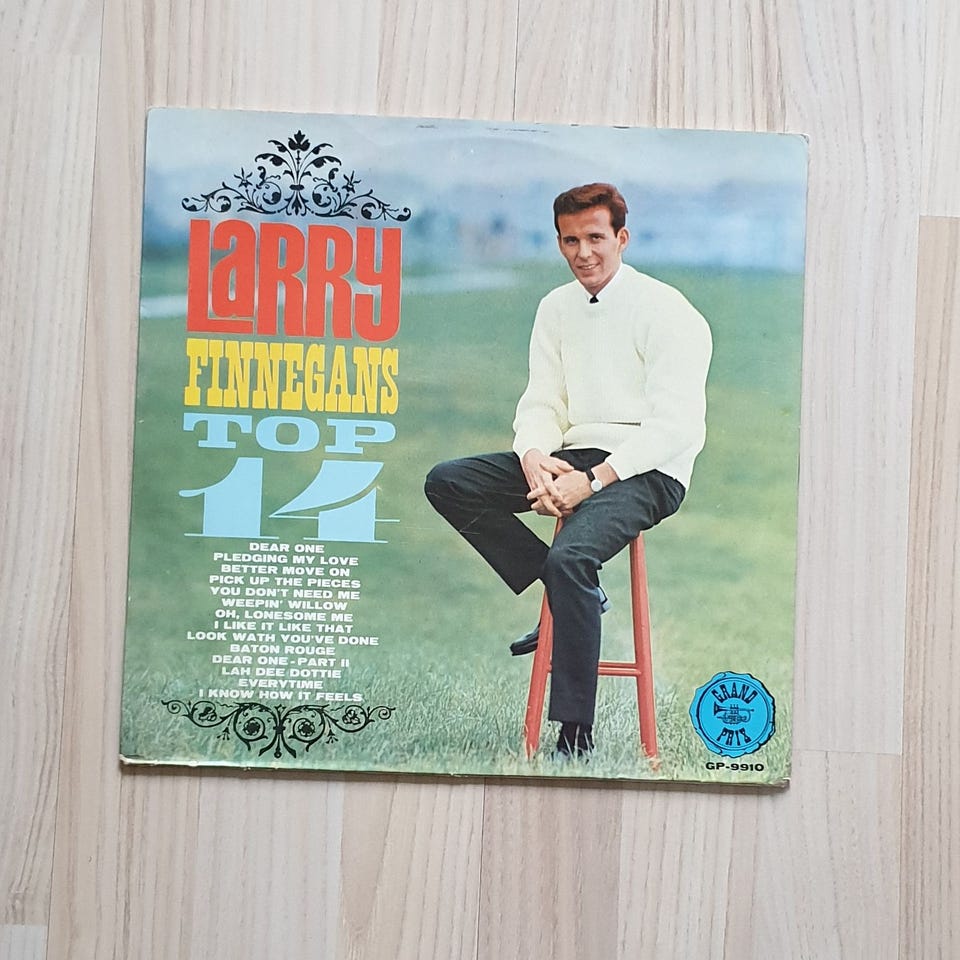 LaRRY
FINNEGANS
TOP
14
DEAR ONE
PLEDGING MY LOVE
BETTER MOVE ON
PICK UP THE PIECES
YOU DON'T NEED ME
WEEPIN' WILLOW
OH, LONESOME ME
I LIKE IT LIKE THAT
LOOK WATH YOU'VE DONE
BATON ROUGE
DEAR ONE-PART II
LAH DEE DOTTIE
EVERYTIME
I KNOW HOW IT FEELS
GRAND
PRIS
GP-9910